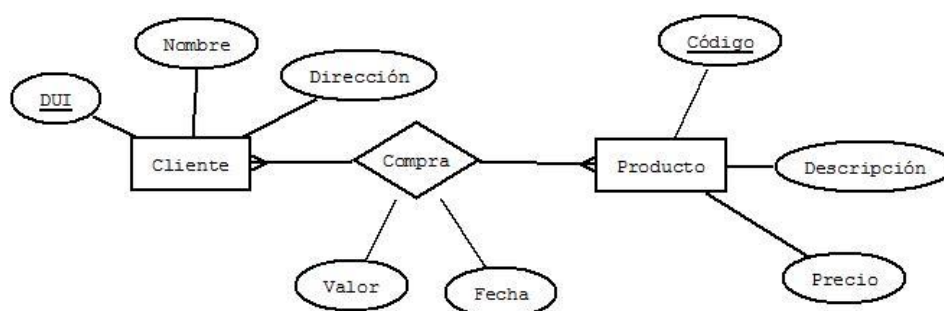 Nombre
Código
Dirección
DUI
Cliente
Compra
Producto
Descripción
Valor
Fecha
Precio